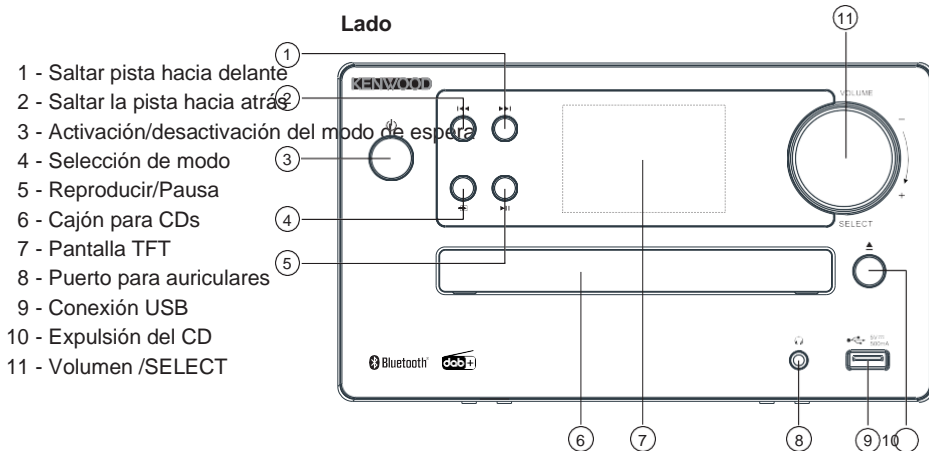 Lado
1 - Saltar pista hacia delante
2 - Saltar la pista hacia atrás
3 - Activación/desactivación del modo de espera
4 - Selección de modo
5 - Reproducir/Pausa
6 - Cajón para CDs
7 - Pantalla TFT
8 - Puerto para auriculares
9 - Conexión USB
10 - Expulsión del CD
11 - Volumen /SELECT
1
2
3
4
5
11
KENWOOD
VOLUME
SELECT
Bluetooth
dab+
5V
500mA
6
7
8
9
10